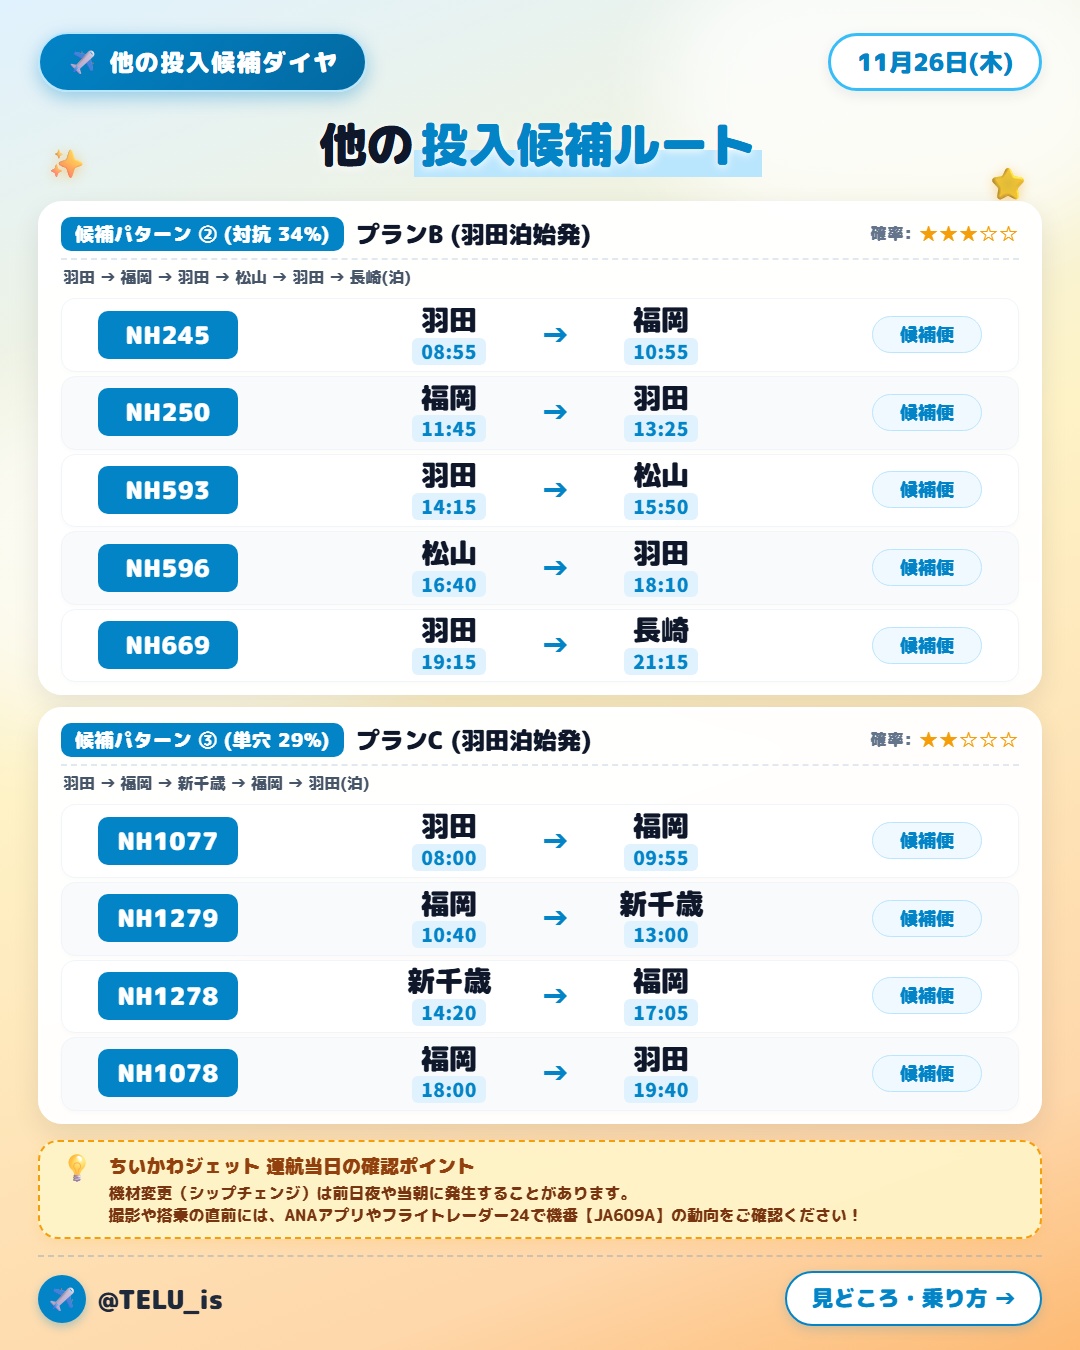 他の投入候補ダイヤ
11月26日(木)
他の投入候補ルート
候補パターン ② (対抗 34%) プランB (羽田泊始発) 確率: ★★★☆☆
羽田 → 福岡 → 羽田 → 松山 → 羽田 → 長崎(泊)
NH245 羽田 → 福岡 候補便
08:55 10:55
NH250 福岡 → 羽田 候補便
11:45 13:25
NH593 羽田 → 松山 候補便
14:15 15:50
NH596 松山 → 羽田 候補便
16:40 18:10
NH669 羽田 → 長崎 候補便
19:15 21:15
候補パターン ③ (単穴 29%) プランC (羽田泊始発) 確率: ★★☆☆☆
羽田 → 福岡 → 新千歳 → 福岡 → 羽田(泊)
NH1077 羽田 → 福岡 候補便
08:00 09:55
NH1279 福岡 → 新千歳 候補便
10:40 13:00
NH1278 新千歳 → 福岡 候補便
14:20 17:05
NH1078 福岡 → 羽田 候補便
18:00 19:40
ちいかわジェット 運航当日の確認ポイント
機材変更（シップチェンジ）は前日夜や当朝に発生することがあります。
撮影や搭乗の直前には、ANAアプリやフライトレーダー24で機番【JA609A】の動向をご確認ください！
@TELU_is
見どころ・乗り方 →